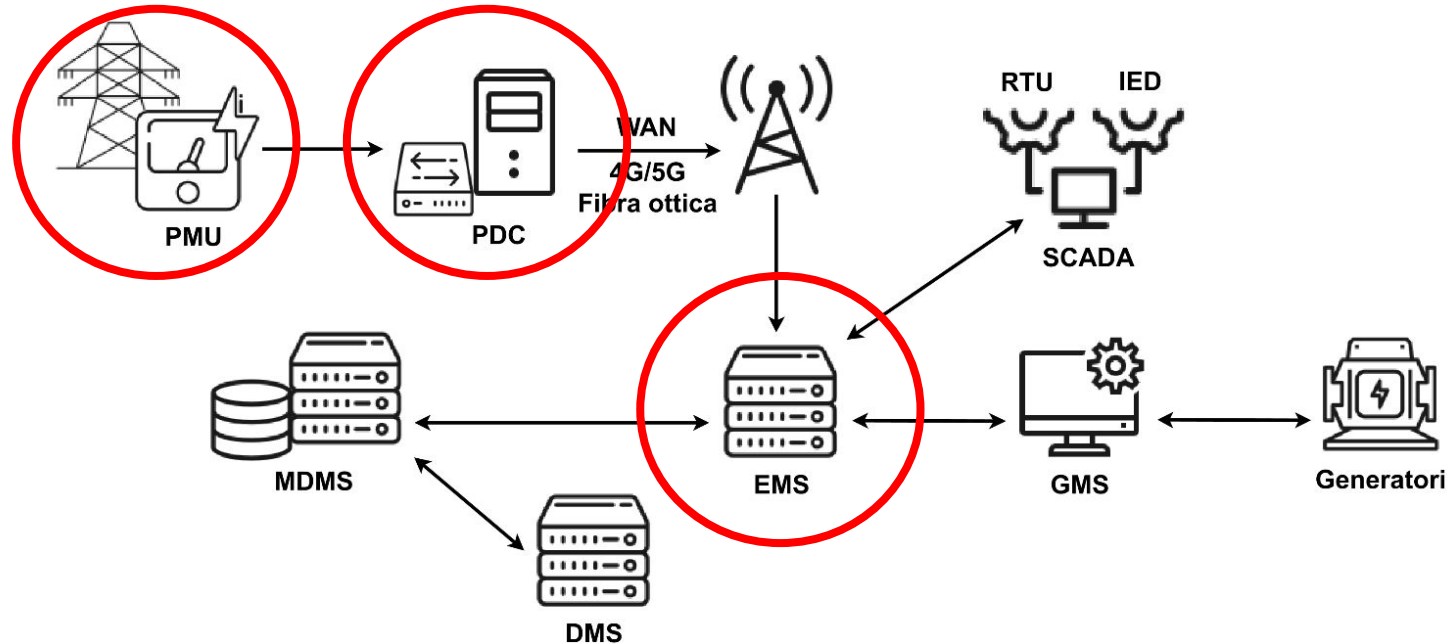 RTU IED
i
WAN
4G/5G
Fibra ottica
PMU
PDC
SCADA
MDMS
EMS
GMS
Generatori
DMS